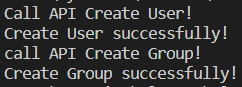 Call API Create User!
Create User successfully!
call API Create Group!
Create Group successfully!